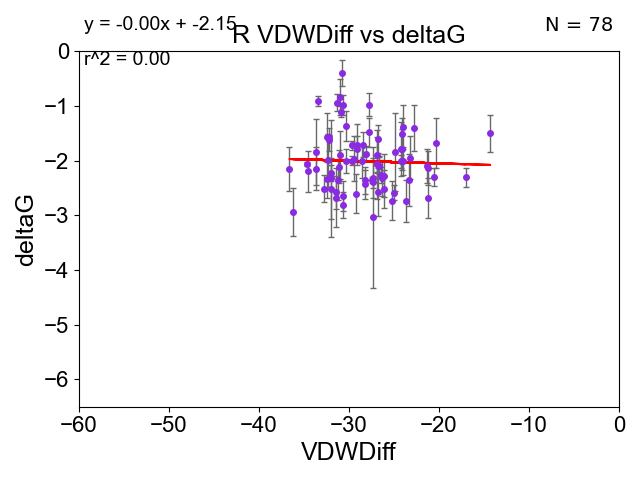 y = -0.00x + -2.15
R VDWDiff vs deltaG
N = 78
r^2 = 0.00
0
−1
−2
−3
−4
−5
−6
deltaG
−60 −50 −40 −30 −20 −10 0
VDWDiff